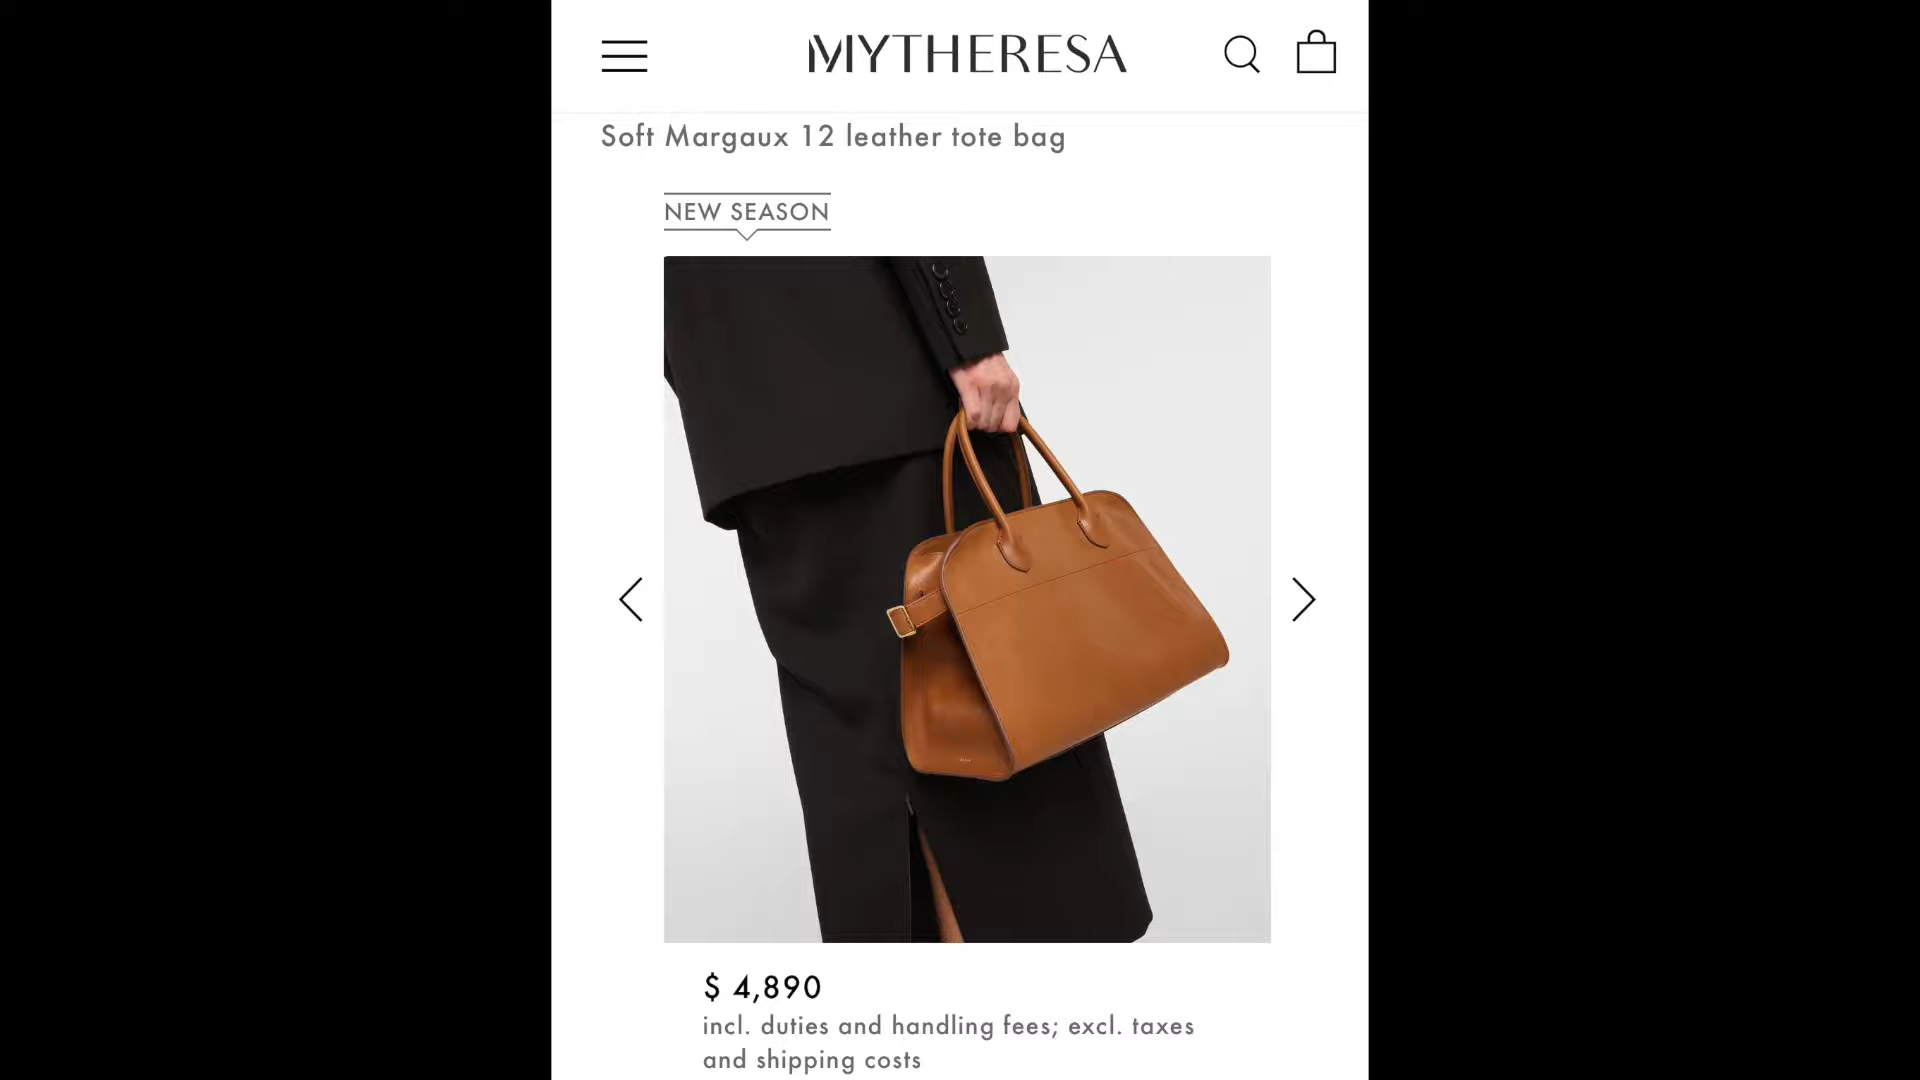 MYTHERESA
Soft Margaux 12 leather tote bag
NEW SEASON
$ 4,890
incl. duties and handling fees; excl. taxes
and shipping costs